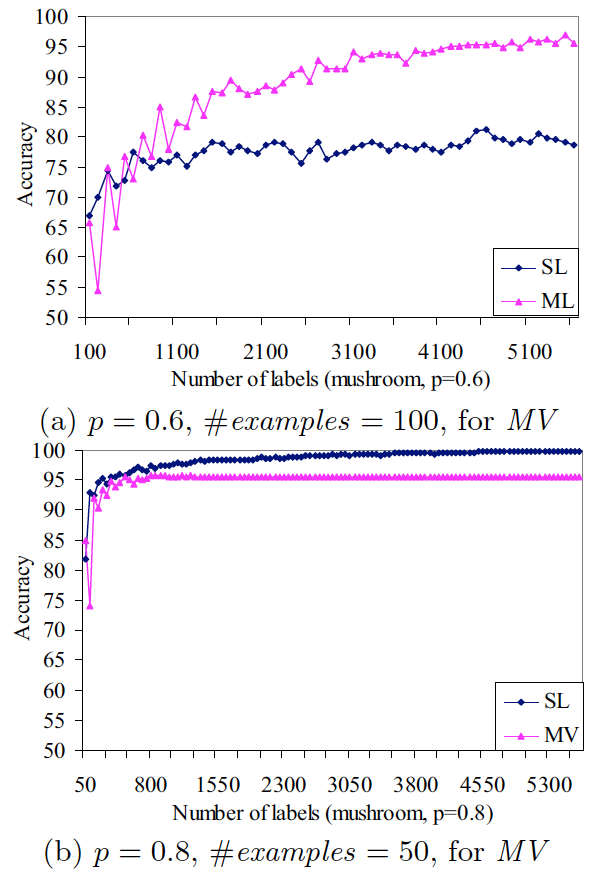 100
95
90
85
80
75
70
65
60
55
50
Accuracy
SL
ML
100 1100 2100 3100 4100 5100
Number of labels (mushroom, p=0.6)
(a) p = 0.6, #examples = 100, for MV
100
95
90
85
80
75
70
65
60
55
50
Accuracy
SL
MV
50 800 1550 2300 3050 3800 4550 5300
Number of labels (mushroom, p=0.8)
(b) p = 0.8, #examples = 50, for MV